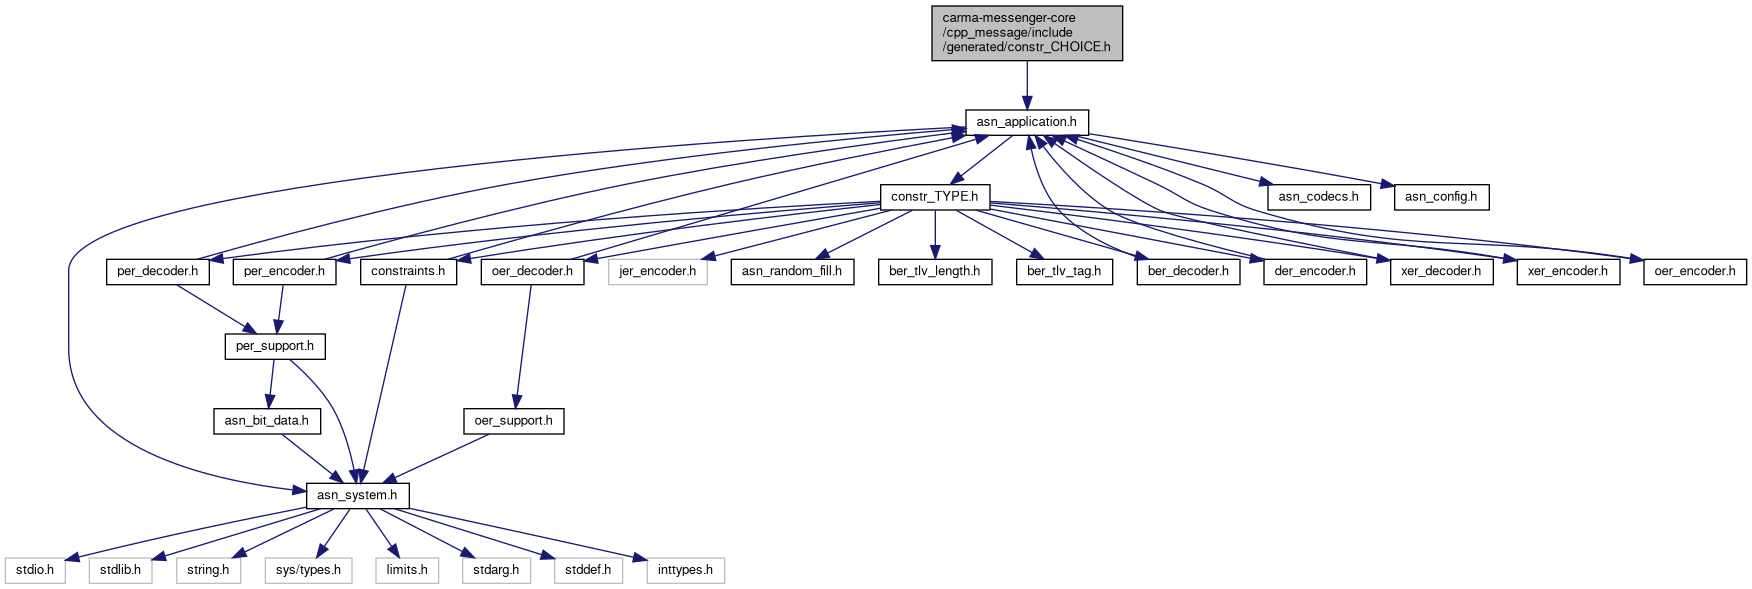 carma-messenger-core
/cpp_message/include
/generated/constr_CHOICE.h
asn_application.h
constr_TYPE.h
asn_codecs.h
asn_config.h
per_decoder.h
per_encoder.h
constraints.h
oer_decoder.h
jer_encoder.h
asn_random_fill.h
ber_tlv_length.h
ber_tlv_tag.h
ber_decoder.h
der_encoder.h
xer_decoder.h
xer_encoder.h
oer_encoder.h
per_support.h
asn_bit_data.h
oer_support.h
asn_system.h
stdio.h
stdlib.h
string.h
sys/types.h
limits.h
stdarg.h
stddef.h
inttypes.h